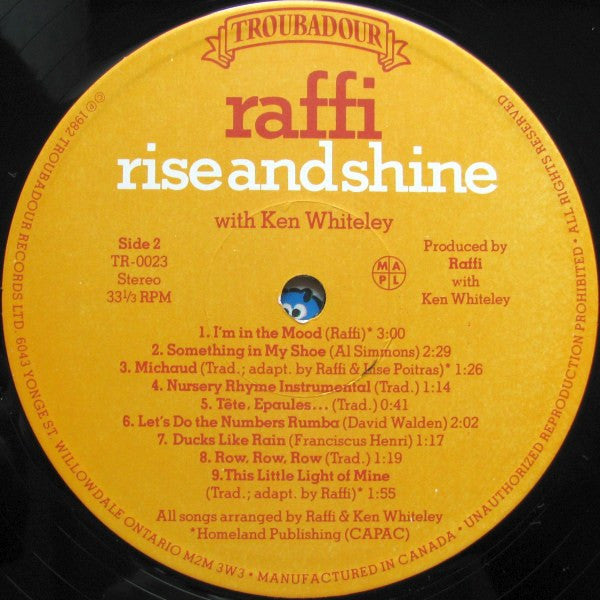 TROUBADOUR
raffi
rise and shine
with Ken Whiteley
Side 2
TR-0023
Stereo
33⅓ RPM
M A
P L
Produced by
Raffi
with
Ken Whiteley
1. I'm in the Mood (Raffi)* 3:00
2. Something in My Shoe (Al Simmons) 2:29
3. Michaud (Trad.; adapt. by Raffi & Lise Poitras)* 1:26
4. Nursery Rhyme Instrumental (Trad.) 1:14
5. Tête, Epaules... (Trad.) 0:41
6. Let's Do the Numbers Rumba (David Walden) 2:02
7. Ducks Like Rain (Franciscus Henri) 1:17
8. Row, Row, Row (Trad.) 1:19
9. This Little Light of Mine
(Trad.; adapt. by Raffi)* 1:55
All songs arranged by Raffi & Ken Whiteley
*Homeland Publishing (CAPAC)
© ℗ 1982 TROUBADOUR RECORDS LTD. 6043 YONGE ST. WILLOWDALE ONTARIO M2M 3W3 • MANUFACTURED IN CANADA • UNAUTHORIZED REPRODUCTION PROHIBITED • ALL RIGHTS RESERVED